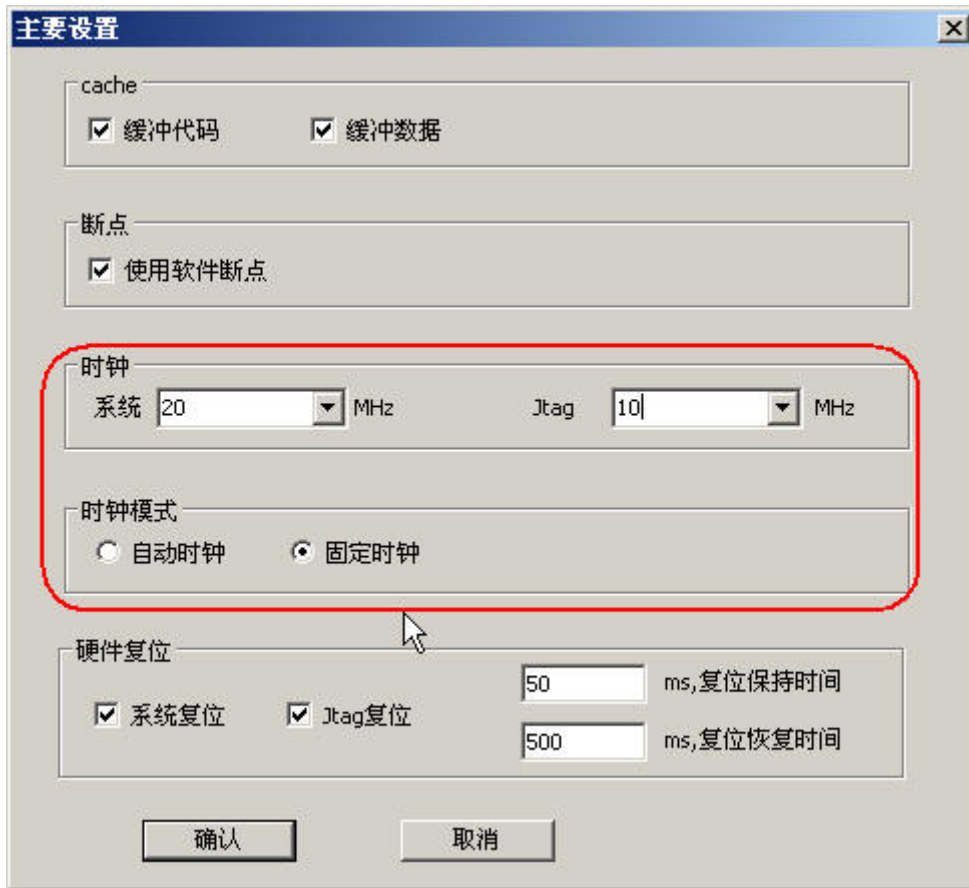 主要设置
cache
缓冲代码 缓冲数据
断点
使用软件断点
时钟
系统 20 MHz Jtag 10 MHz
时钟模式
自动时钟 固定时钟
硬件复位
50 ms,复位保持时间
系统复位 Jtag复位
500 ms,复位恢复时间
确认 取消